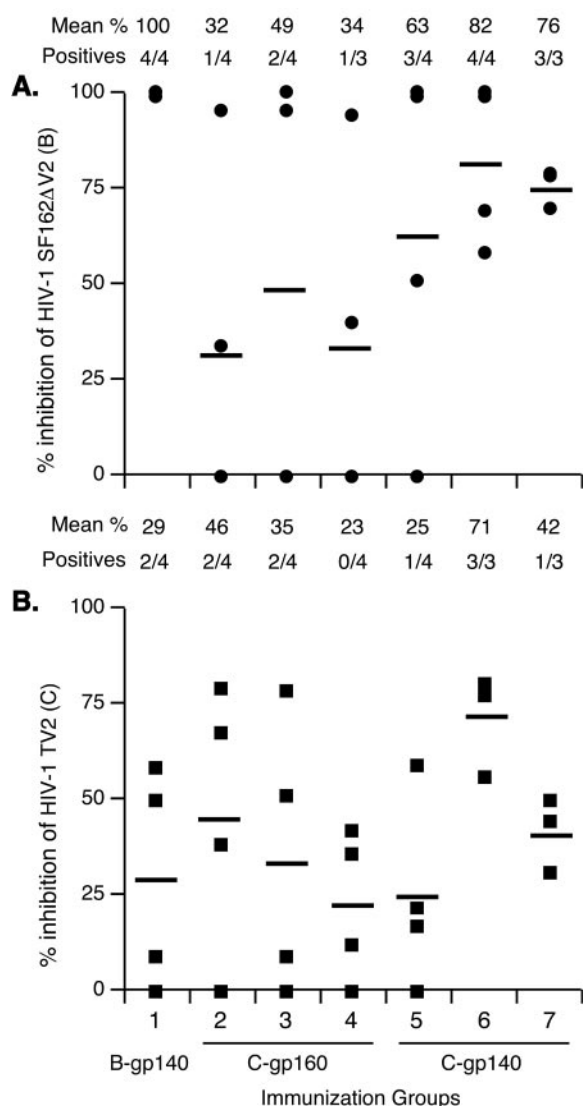 Mean % 100 32 49 34 63 82 76
Positives 4/4 1/4 2/4 1/3 3/4 4/4 3/3
A.
100
75
50
25
0
% inhibition of HIV-1 SF162ΔV2 (B)
Mean % 29 46 35 23 25 71 42
Positives 2/4 2/4 2/4 0/4 1/4 3/3 1/3
B.
100
75
50
25
0
% inhibition of HIV-1 TV2 (C)
1 2 3 4 5 6 7
B-gp140 C-gp160 C-gp140
Immunization Groups